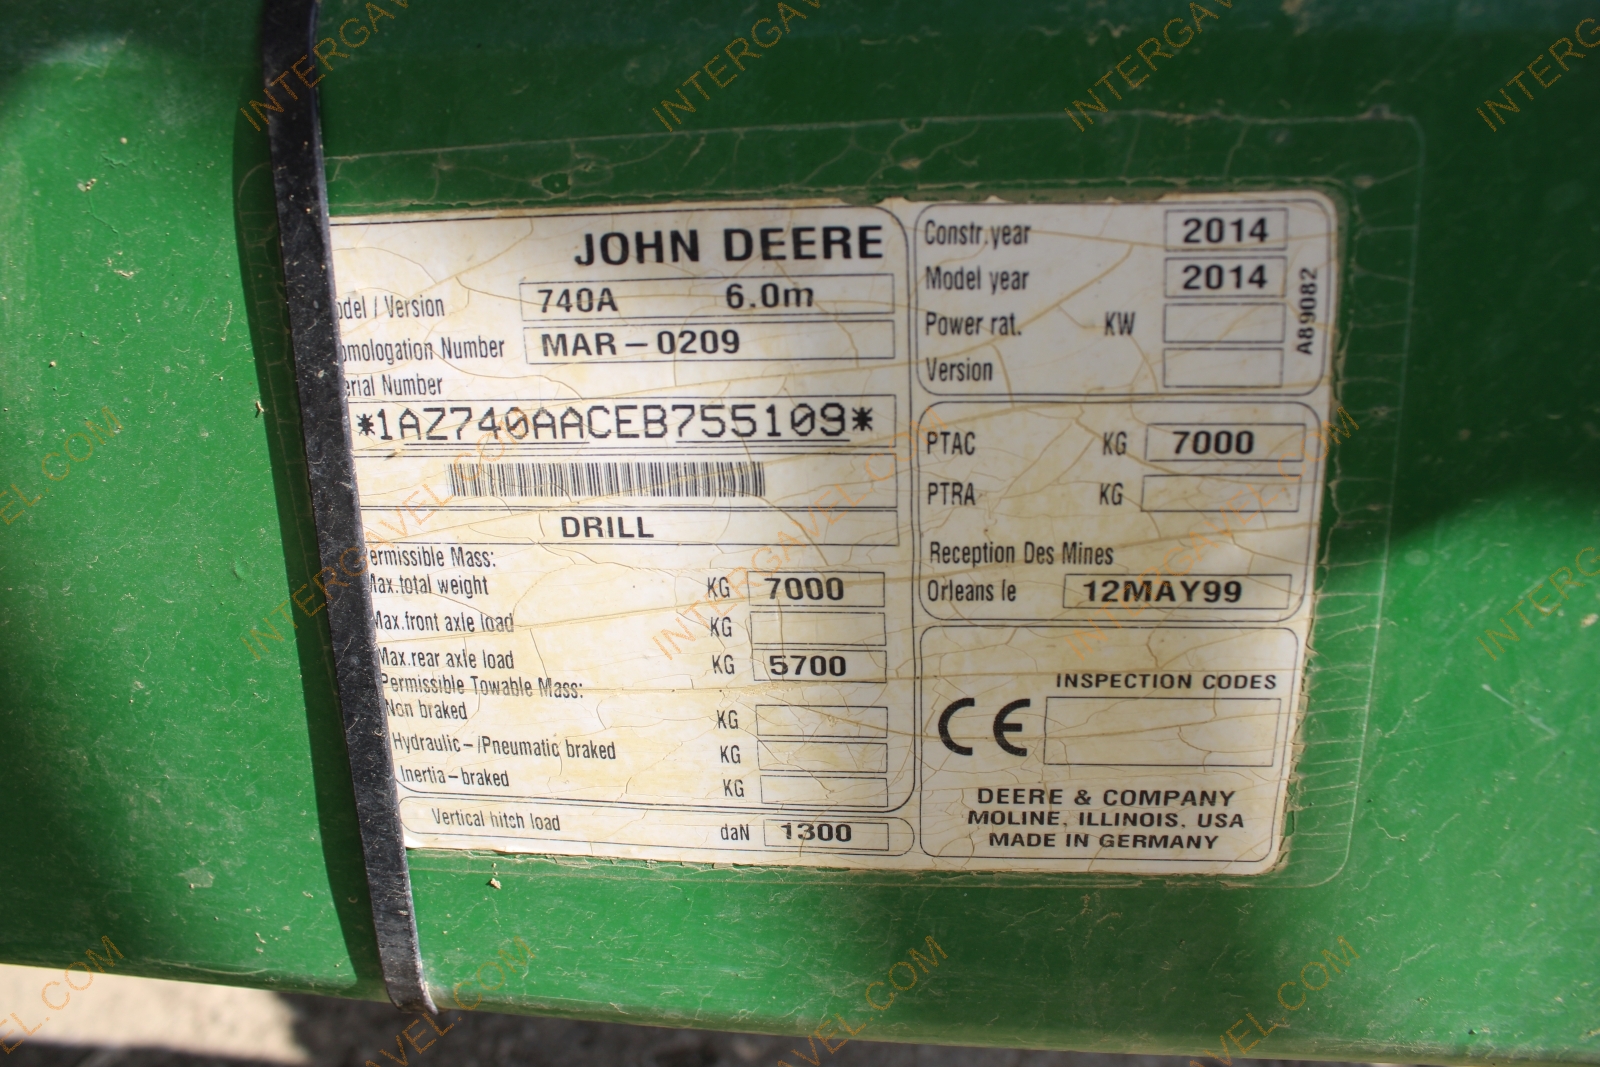 JOHN DEERE
odel / Version 740A 6.0m
omologation Number MAR-0209
erial Number
*1AZ740AACEB755109*
DRILL
ermissible Mass:
Max.total weight KG 7000
Max.front axle load KG
Max.rear axle load KG 5700
Permissible Towable Mass:
Non braked KG
Hydraulic-/Pneumatic braked KG
Inertia-braked KG
Vertical hitch load daN 1300
Constr.year 2014
Model year 2014
Power rat. KW
Version
A89082
PTAC KG 7000
PTRA KG
Reception Des Mines
Orleans le 12MAY99
INSPECTION CODES
CE
DEERE & COMPANY
MOLINE, ILLINOIS, USA
MADE IN GERMANY
INTERGAVEL.COM